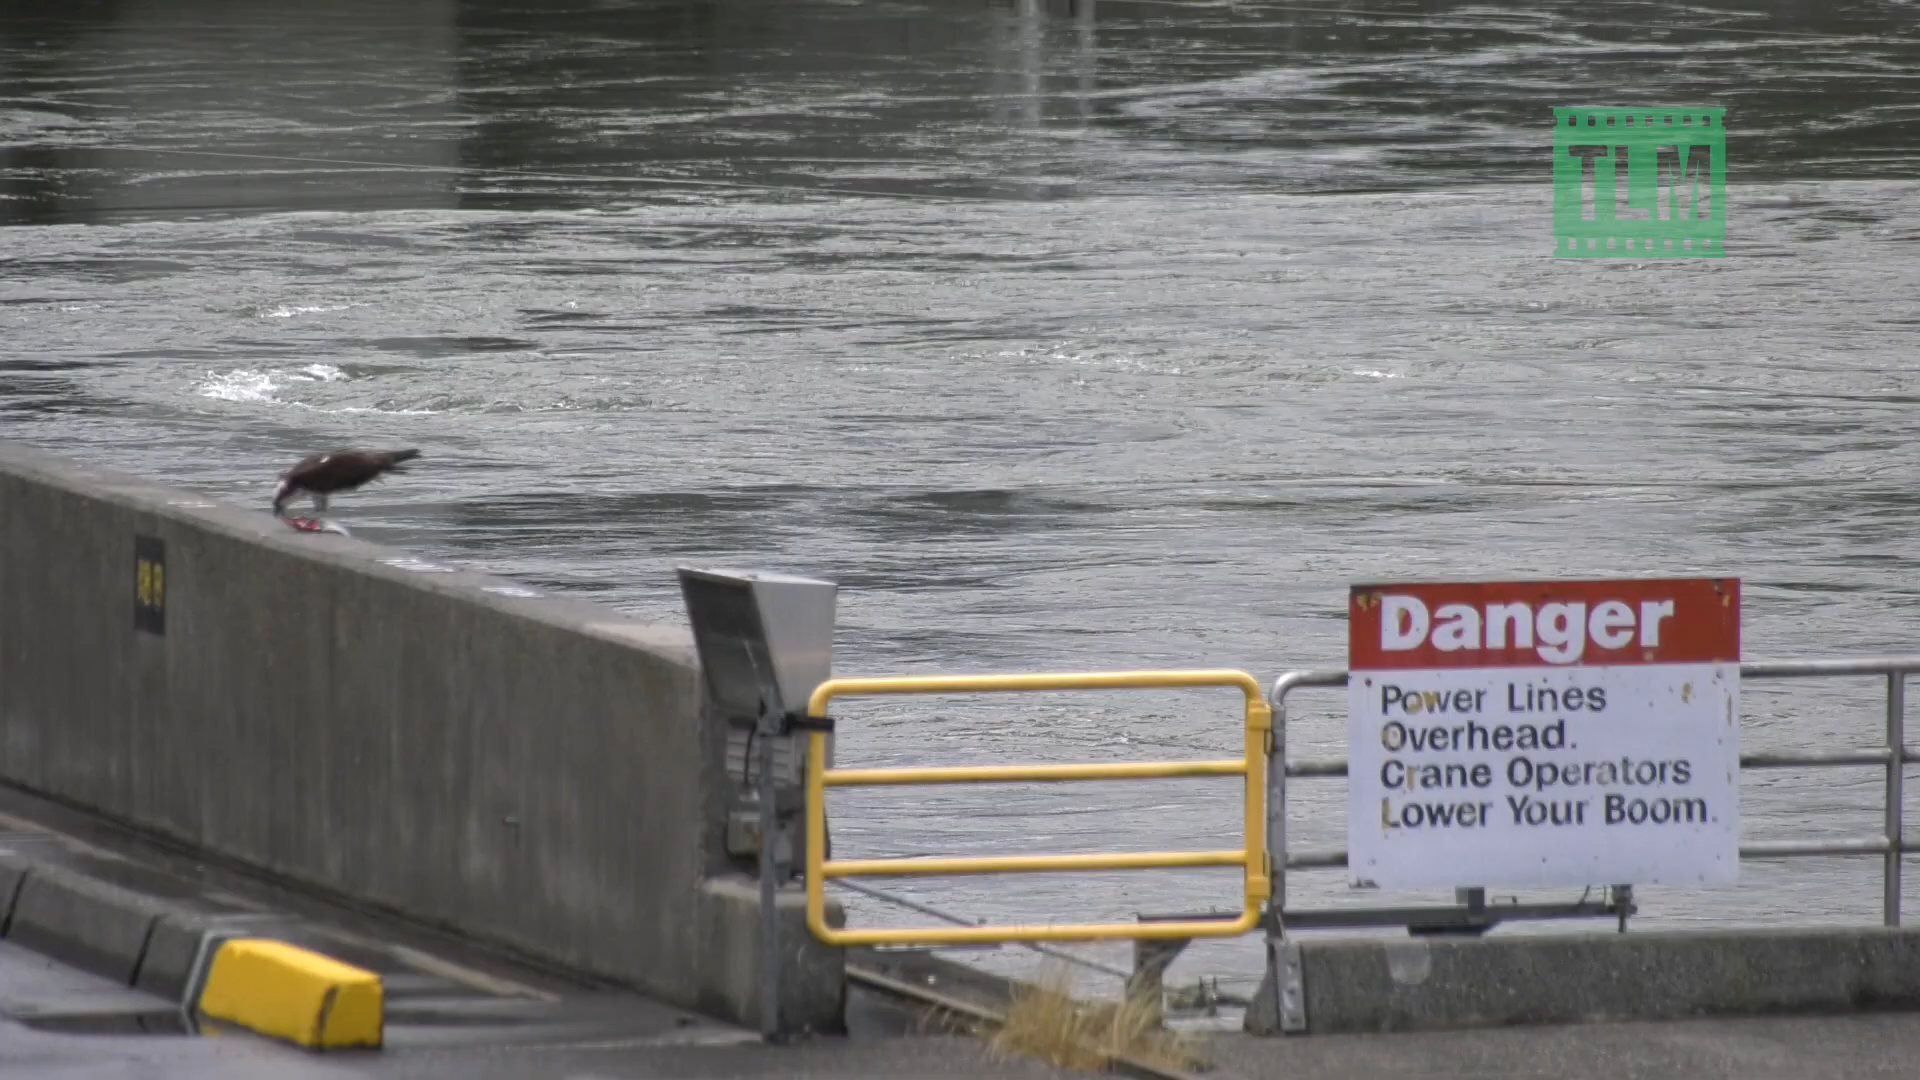 TLM
Danger
Power Lines
Overhead.
Crane Operators
Lower Your Boom.